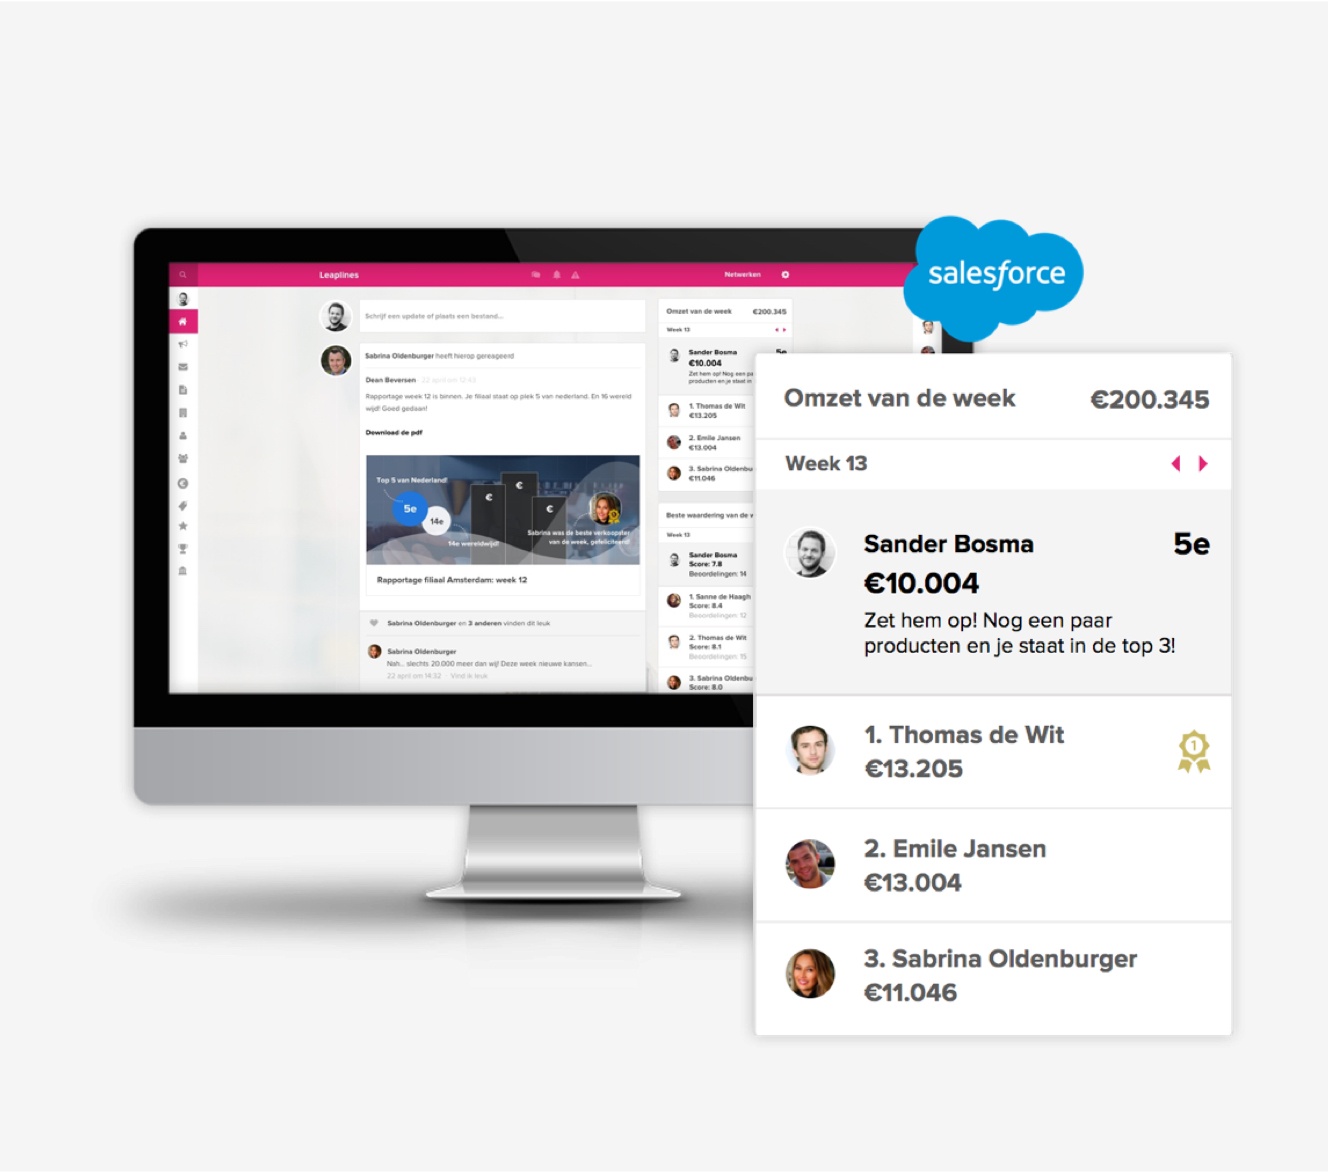 Leaplines
Netwerken
Schrijf een update of plaats een bestand...
Sabrina Oldenburger heeft hierop gereageerd
Dean Beversen 22 april om 12:43
Rapportage week 12 is binnen. Je filiaal staat op plek 5 van nederland. En 16 wereld
wijd! Goed gedaan!
Download de pdf
Top 5 van Nederland!
5e
14e
14e wereldwijd!
€
€
€
Sabrina was de beste verkoopster
van de week, gefeliciteerd!
Rapportage filiaal Amsterdam: week 12
Sabrina Oldenburger en 3 anderen vinden dit leuk
Sabrina Oldenburger
Nah... slechts 20.000 meer dan wij! Deze week nieuwe kansen...
22 april om 14:32 · Vind ik leuk
Omzet van de week €200.345
Week 13
Sander Bosma 5e
€10.004
Zet hem op! Nog een pa
producten en je staat in
1. Thomas de Wit
€13.205
2. Emile Jansen
€13.004
3. Sabrina Oldenbu
€11.046
Beste waardering van de w
Week 13
Sander Bosma
Score: 7.8
Beoordelingen: 14
1. Sanne de Haagh
Score: 8.4
Beoordelingen: 12
2. Thomas de Wit
Score: 8.1
Beoordelingen: 15
3. Sabrina Oldenbu
Score: 8.0
salesforce
Omzet van de week €200.345
Week 13
Sander Bosma 5e
€10.004
Zet hem op! Nog een paar
producten en je staat in de top 3!
1. Thomas de Wit
€13.205
1
2. Emile Jansen
€13.004
3. Sabrina Oldenburger
€11.046